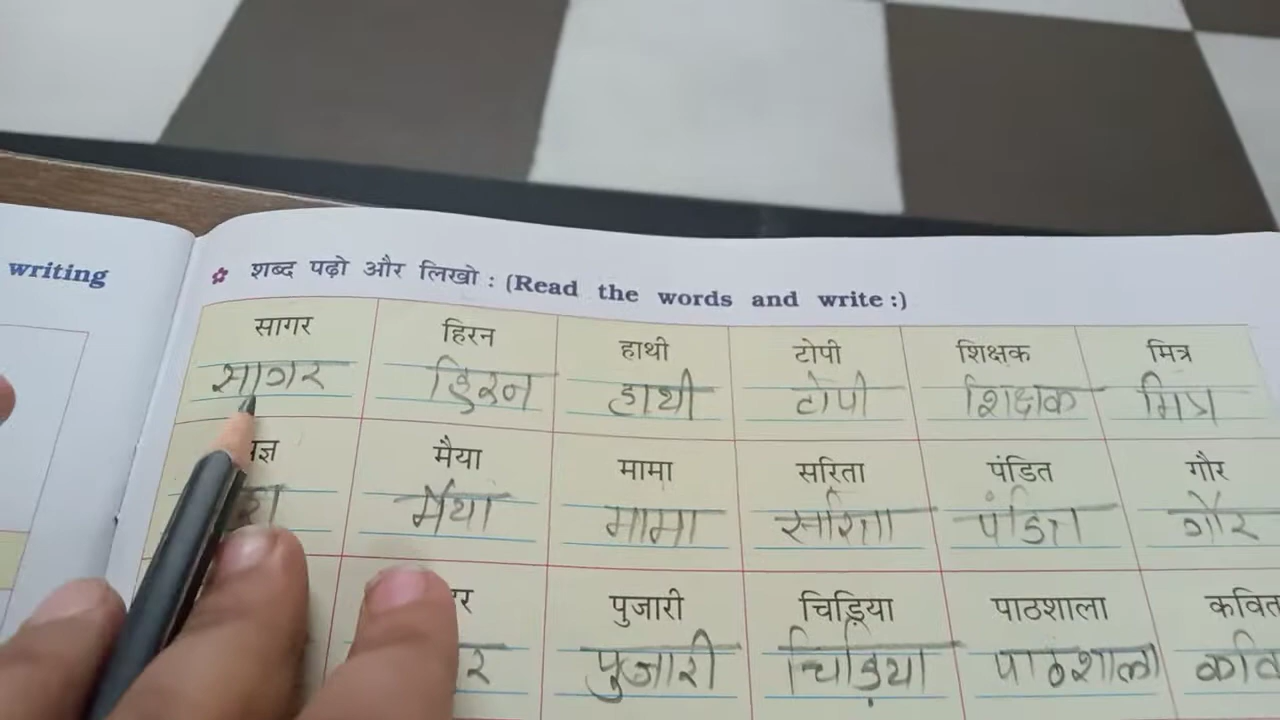 writing
शब्द पढ़ो और लिखो : (Read the words and write :)
सागर हिरन हाथी टोपी शिक्षक मित्र
सागर हिरन हाथी टोपी शिक्षक मित्र
मैया मामा सरिता पंडित गौर
मैया मामा सरिता पंडित गौर
पुजारी चिड़िया पाठशाला
पुजारी चिड़िया पाठशाला